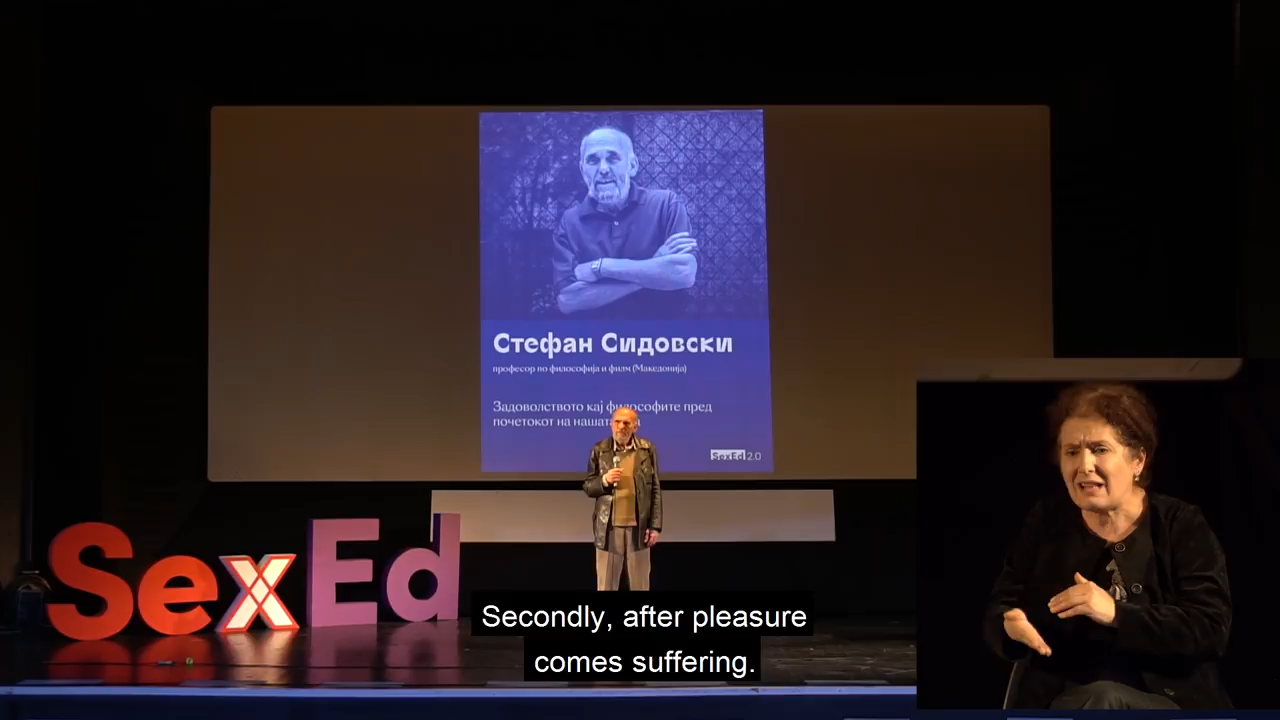 Стефан Сидовски
професор по филозофија и филм (Македонија)
Задоволството кај филозофите пред
почетокот на нашата
SexEd 2.0
SexEd
Secondly, after pleasure
comes suffering.